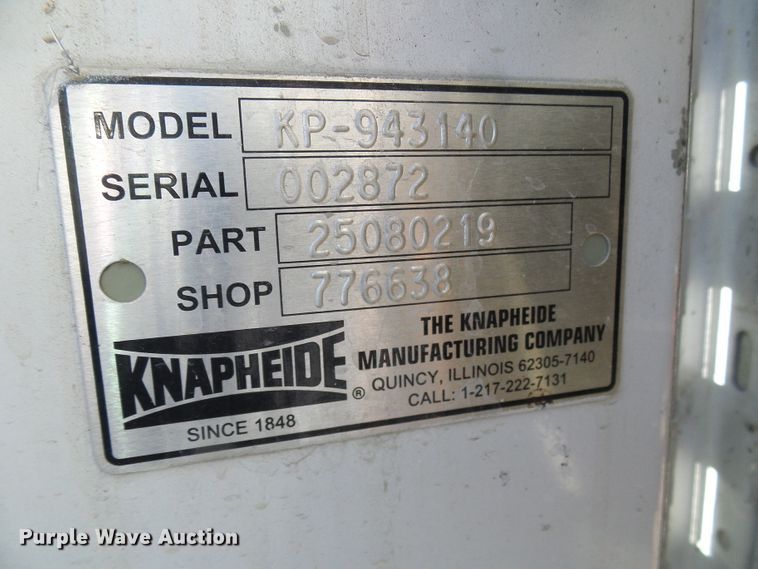 MODEL KP-943140
SERIAL 002872
PART 25080219
SHOP 776638
KNAPHEIDE ®
SINCE 1848
THE KNAPHEIDE
MANUFACTURING COMPANY
QUINCY, ILLINOIS 62305-7140
CALL: 1-217-222-7131
Purple Wave Auction